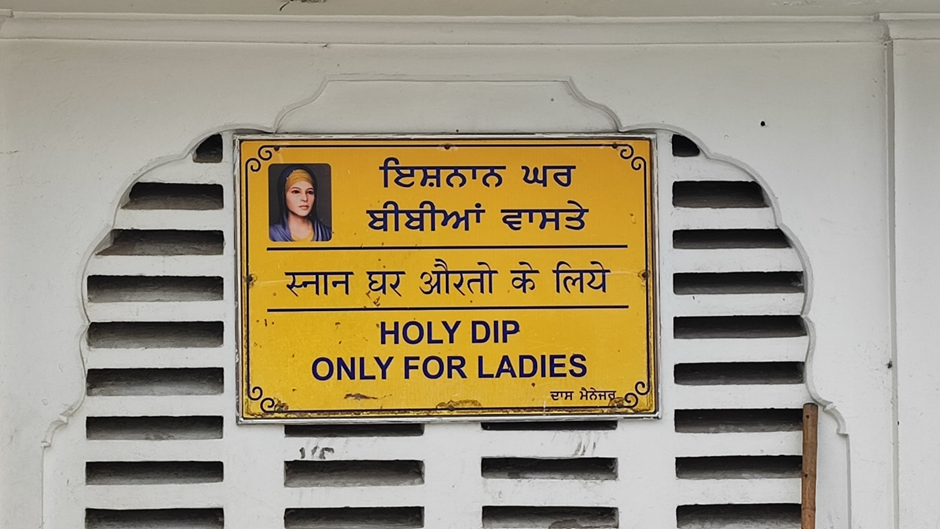 ਇਸ਼ਨਾਨ ਘਰ
ਬੀਬੀਆਂ ਵਾਸਤੇ
स्नान घर औरतो के लिये
HOLY DIP
ONLY FOR LADIES
ਦਾਸ ਮੈਨੇਜਰ